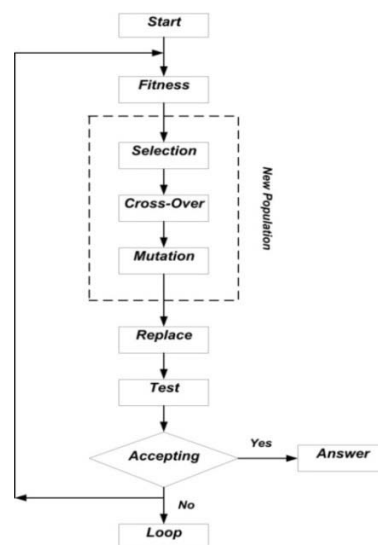 Start
Fitness
Selection
Cross-Over
Mutation
New Population
Replace
Test
Accepting
Yes
Answer
No
Loop